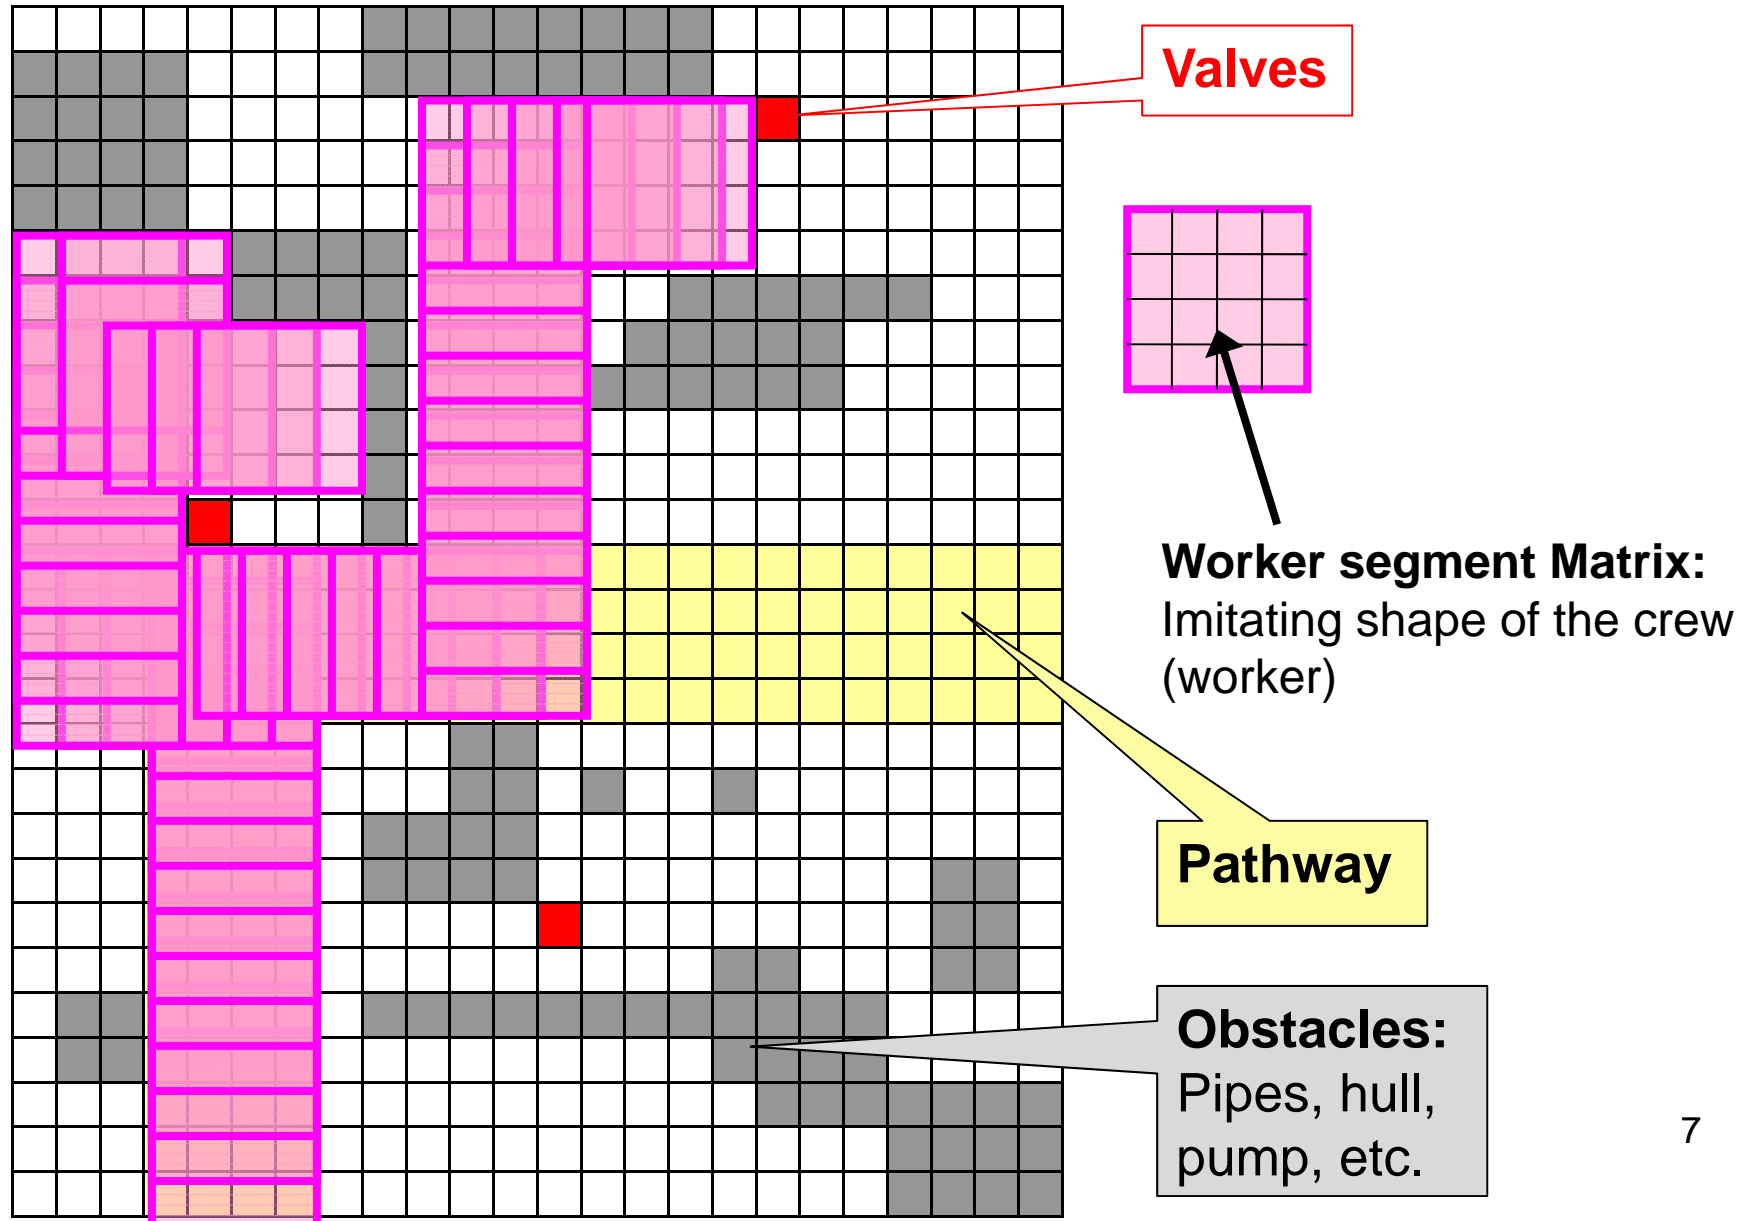 Valves
Worker segment Matrix:
Imitating shape of the crew
(worker)
Pathway
Obstacles:
Pipes, hull,
pump, etc.
7